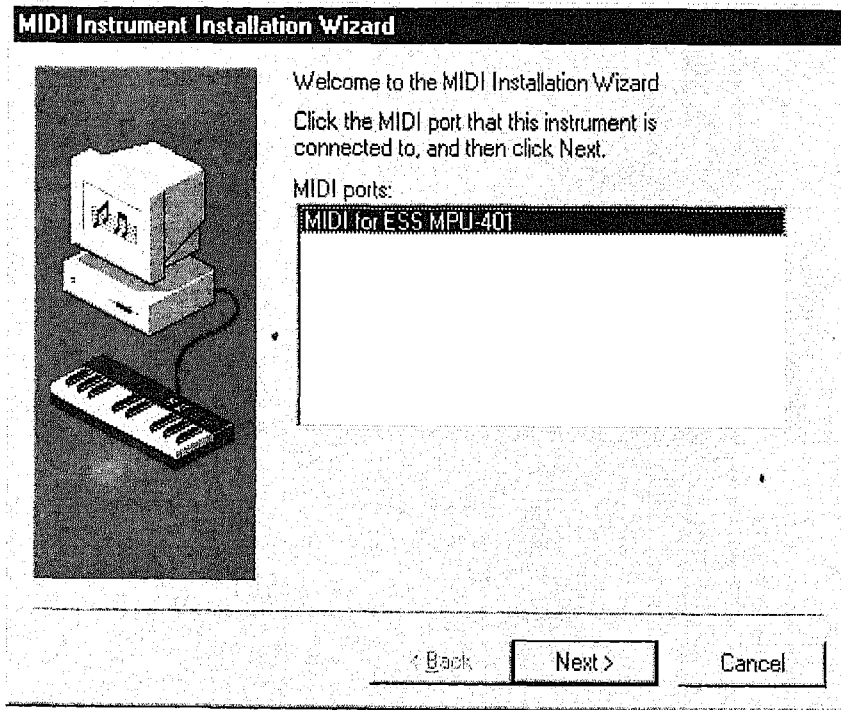 MIDI Instrument Installation Wizard
Welcome to the MIDI Installation Wizard
Click the MIDI port that this instrument is
connected to, and then click Next.
MIDI ports:
MIDI for ESS MPU-401
< Back
Next >
Cancel